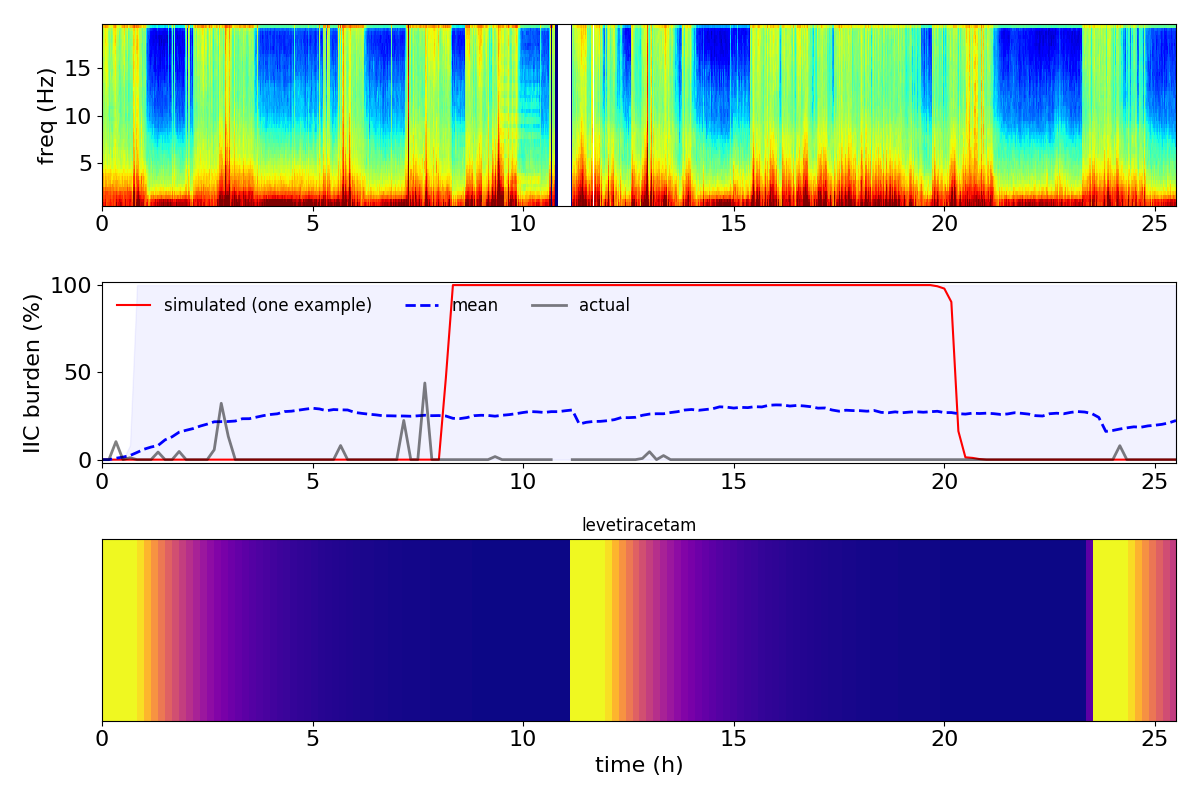 freq (Hz)
15
10
5
0 5 10 15 20 25
IIC burden (%)
100
50
0
simulated (one example) mean actual
0 5 10 15 20 25
levetiracetam
0 5 10 15 20 25
time (h)